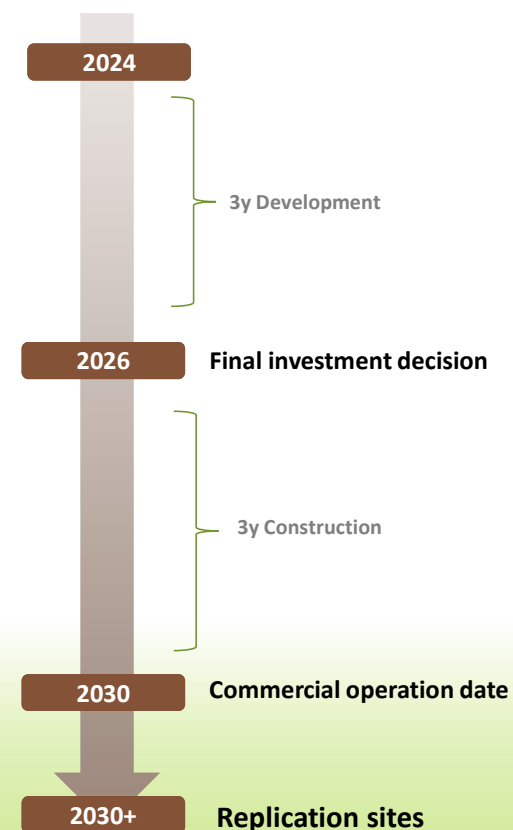 2024
3y Development
2026
Final investment decision
3y Construction
2030
Commercial operation date
2030+
Replication sites